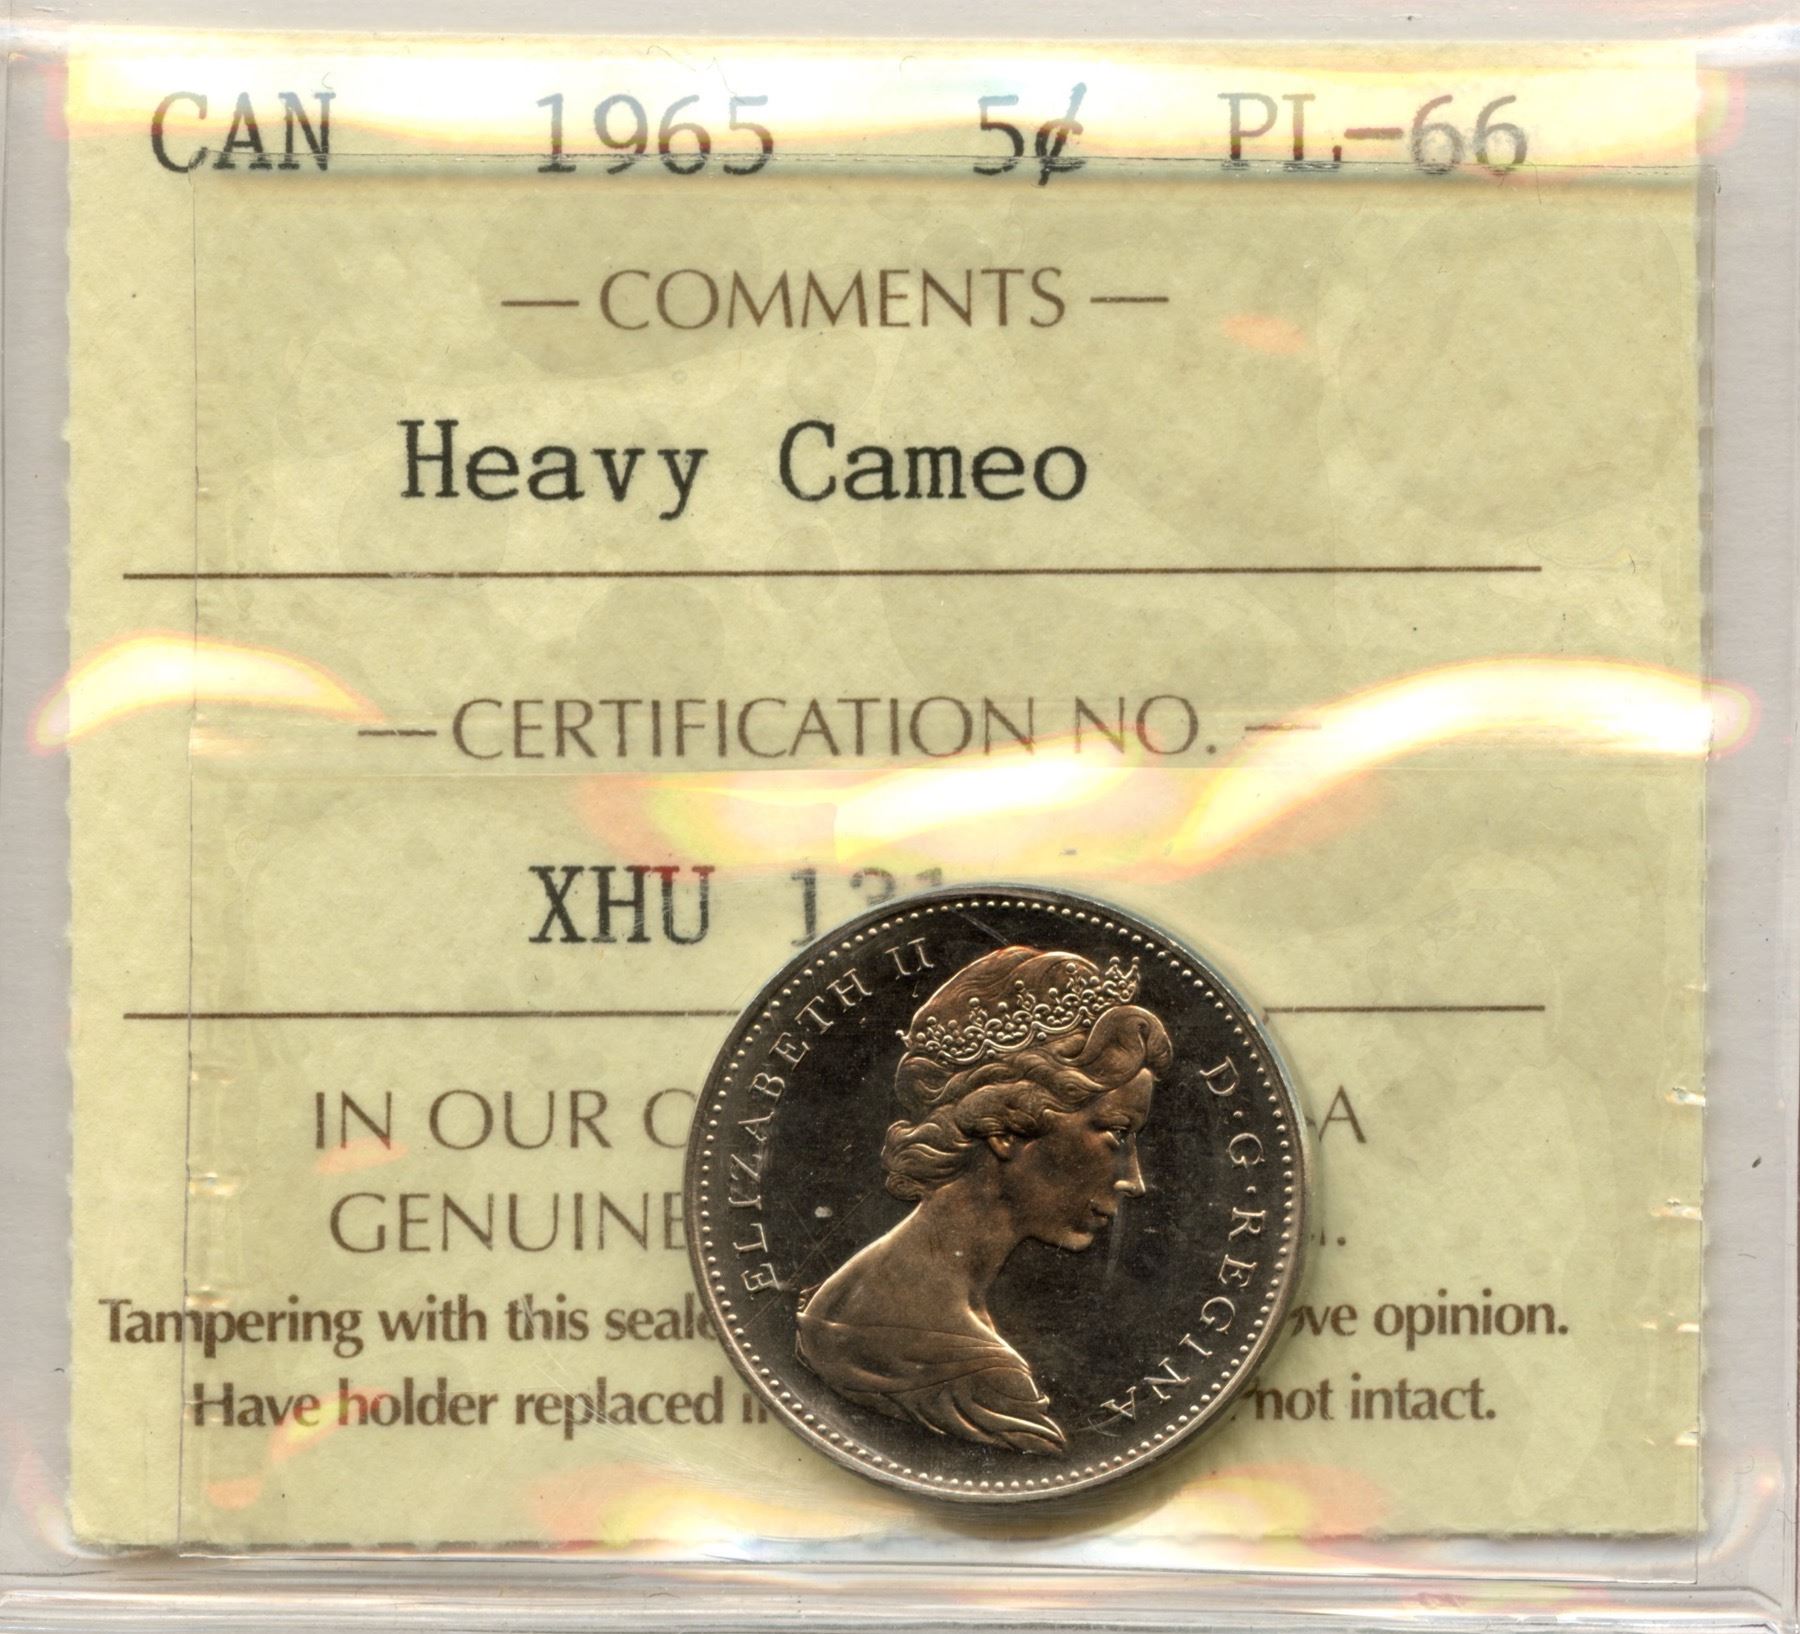 CAN 1965 5¢ PL-66
— COMMENTS —
Heavy Cameo
— CERTIFICATION NO. —
XHU 131
IN OUR
GENUINE
Tampering with this seale ve opinion.
Have holder replaced not intact.
ELIZABETH II D·G·REGINA